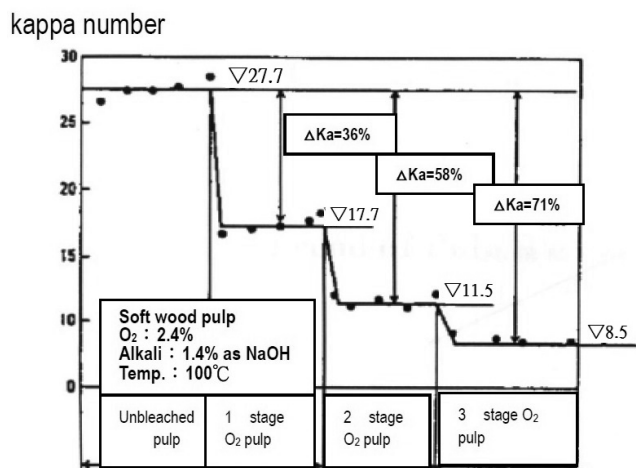 kappa number
30
▽27.7
25
ΔKa=36%
ΔKa=58%
20
ΔKa=71%
▽17.7
15
▽11.5
10
▽8.5
0
Soft wood pulp
O₂：2.4%
Alkali：1.4% as NaOH
Temp.：100℃
Unbleached
pulp
1 stage
O₂ pulp
2 stage
O₂ pulp
3 stage O₂
pulp